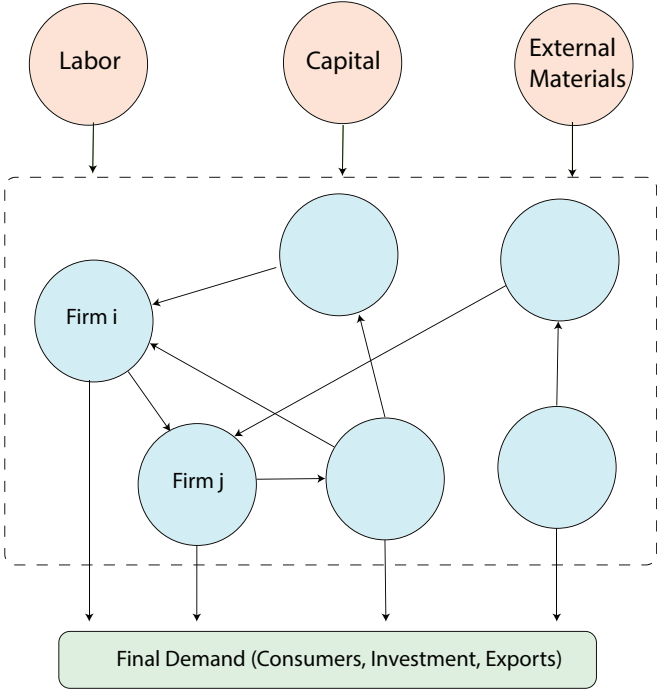 Labor
Capital
External
Materials
Firm i
Firm j
Final Demand (Consumers, Investment, Exports)